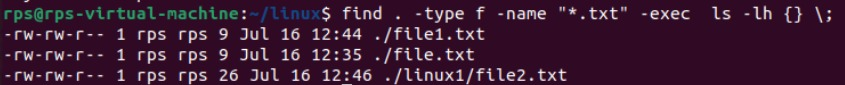 rps@rps-virtual-machine:~/linux$ find . -type f -name "*.txt" -exec  ls -lh {} \;
-rw-rw-r-- 1 rps rps 9 Jul 16 12:44 ./file1.txt
-rw-rw-r-- 1 rps rps 9 Jul 16 12:35 ./file.txt
-rw-rw-r-- 1 rps rps 26 Jul 16 12:46 ./linux1/file2.txt